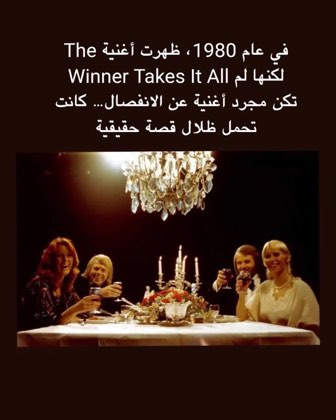 في عام 1980، ظهرت أغنية The
Winner Takes It All لكنها لم
تكن مجرد أغنية عن الانفصال... كانت
تحمل ظلال قصة حقيقية